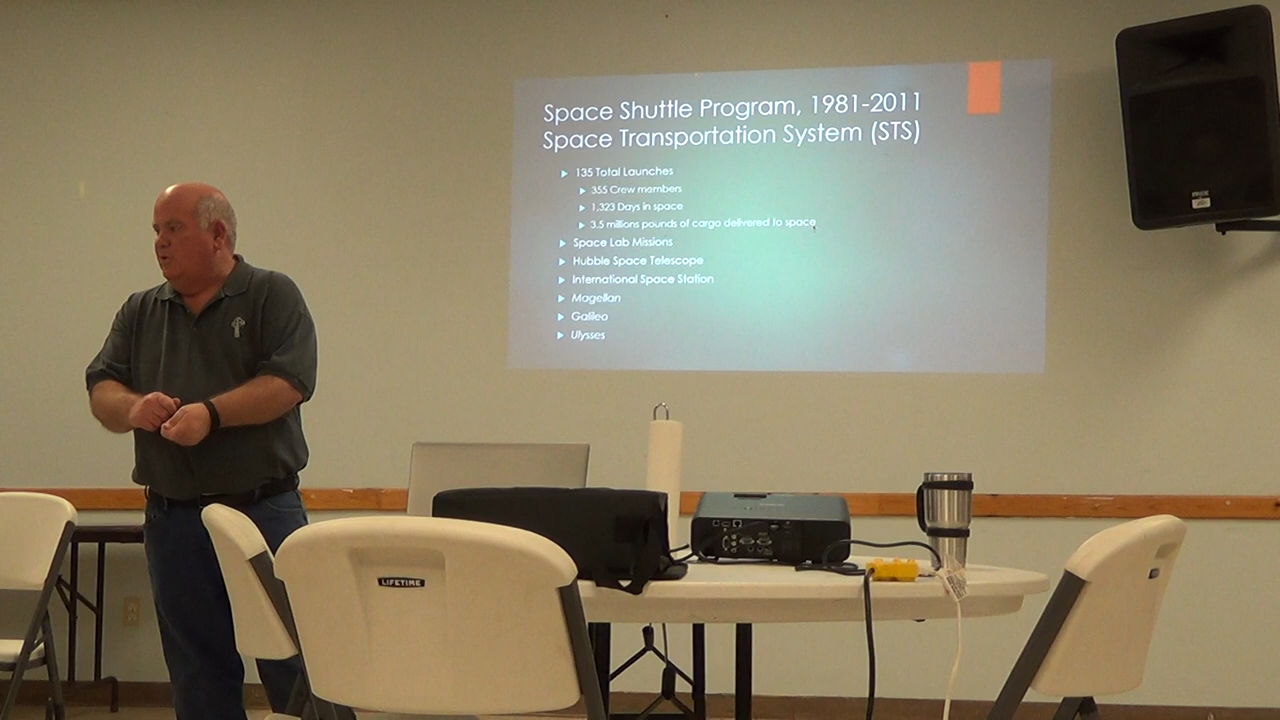 Space Shuttle Program, 1981-2011
Space Transportation System (STS)
135 Total Launches
355 Crew members
1,323 Days in space
3.5 millions pounds of cargo delivered to space
Space Lab Missions
Hubble Space Telescope
International Space Station
Magellan
Galileo
Ulysses
LIFETIME